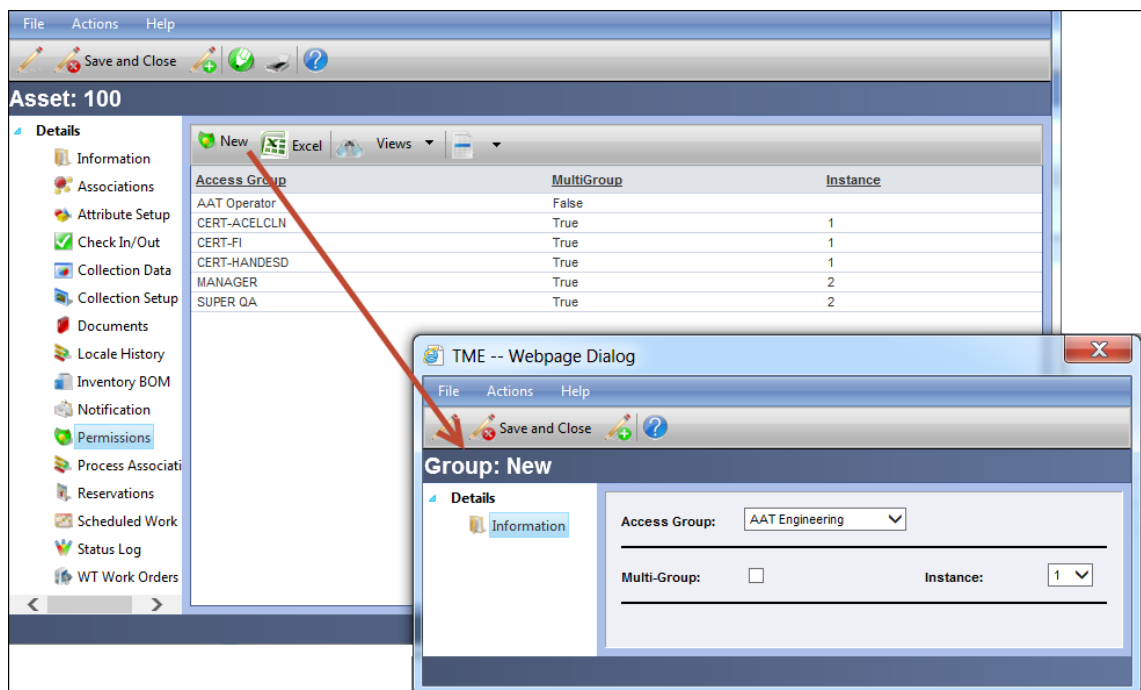 File Actions Help
Save and Close
Asset: 100
Details
Information
Associations
Attribute Setup
Check In/Out
Collection Data
Collection Setup
Documents
Locale History
Inventory BOM
Notification
Permissions
Process Associati
Reservations
Scheduled Work
Status Log
WT Work Orders
New Excel Views
Access Group MultiGroup Instance
AAT Operator False
CERT-ACELCLN True 1
CERT-FI True 1
CERT-HANDESD True 1
MANAGER True 2
SUPER QA True 2
TME -- Webpage Dialog
File Actions Help
Save and Close
Group: New
Details
Information
Access Group: AAT Engineering
Multi-Group: Instance: 1